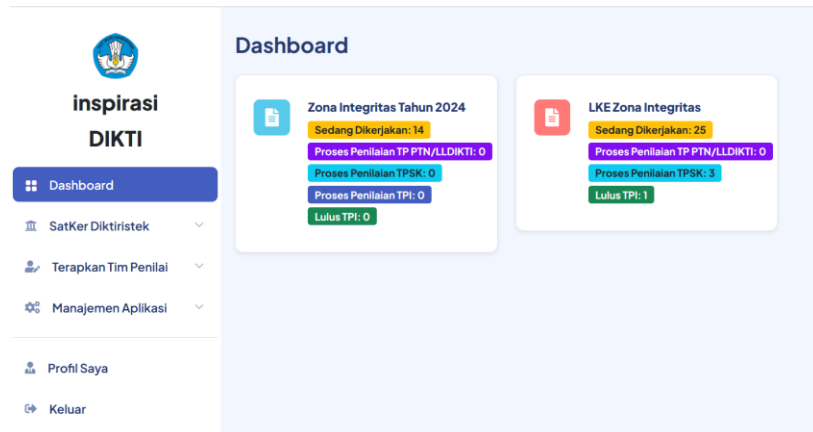 inspirasi
DIKTI
Dashboard
SatKer Diktiristek
Terapkan Tim Penilai
Manajemen Aplikasi
Profil Saya
Keluar
Dashboard
Zona Integritas Tahun 2024
Sedang Dikerjakan: 14
Proses Penilaian TP PTN/LLDIKTI: 0
Proses Penilaian TPSK: 0
Proses Penilaian TPI: 0
Lulus TPI: 0
LKE Zona Integritas
Sedang Dikerjakan: 25
Proses Penilaian TP PTN/LLDIKTI: 0
Proses Penilaian TPSK: 3
Lulus TPI: 1